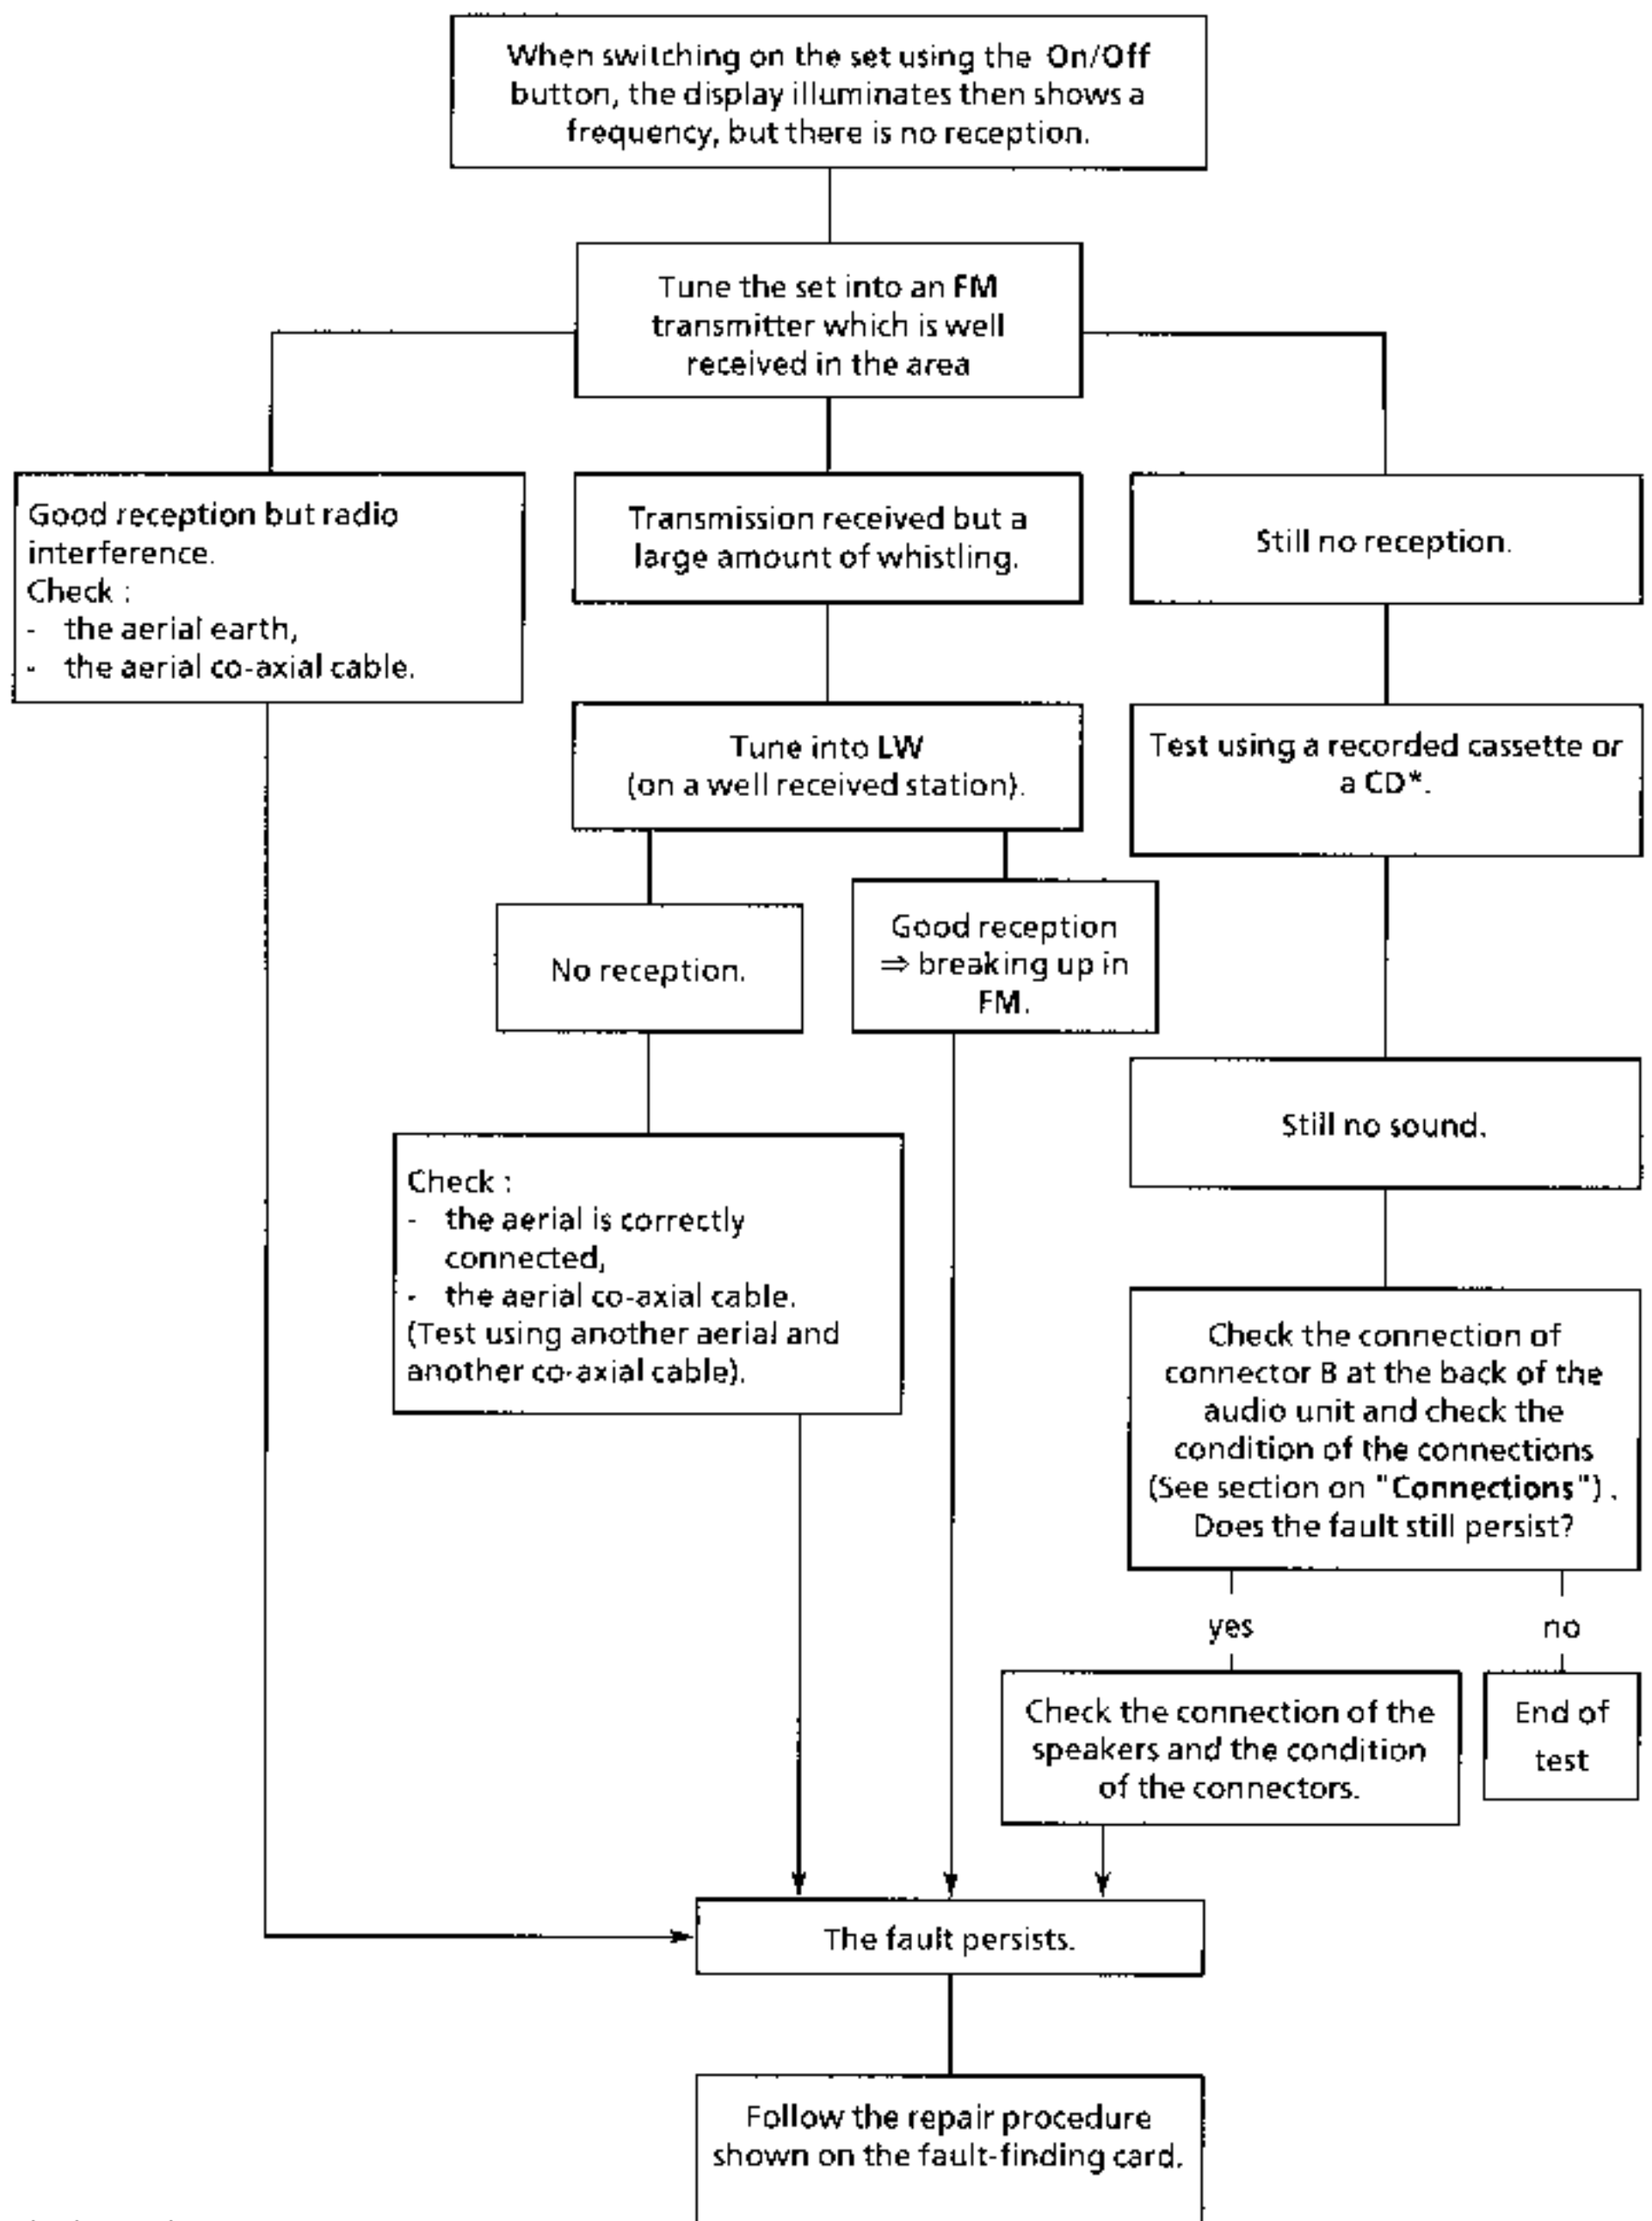 When switching on the set using the On/Off
button, the display illuminates then shows a
frequency, but there is no reception.
Tune the set into an FM
transmitter which is well
received in the area
Good reception but radio
interference.
Check :
- the aerial earth,
- the aerial co-axial cable.
Transmission received but a
large amount of whistling.
Still no reception.
Tune into LW
(on a well received station).
Test using a recorded cassette or
a CD*.
No reception.
Good reception
⇒ breaking up in
FM.
Still no sound.
Check :
- the aerial is correctly
connected,
- the aerial co-axial cable.
(Test using another aerial and
another co-axial cable).
Check the connection of
connector B at the back of the
audio unit and check the
condition of the connections
(See section on "Connections") .
Does the fault still persist?
yes
no
Check the connection of the
speakers and the condition
of the connectors.
End of
test
The fault persists.
Follow the repair procedure
shown on the fault-finding card.